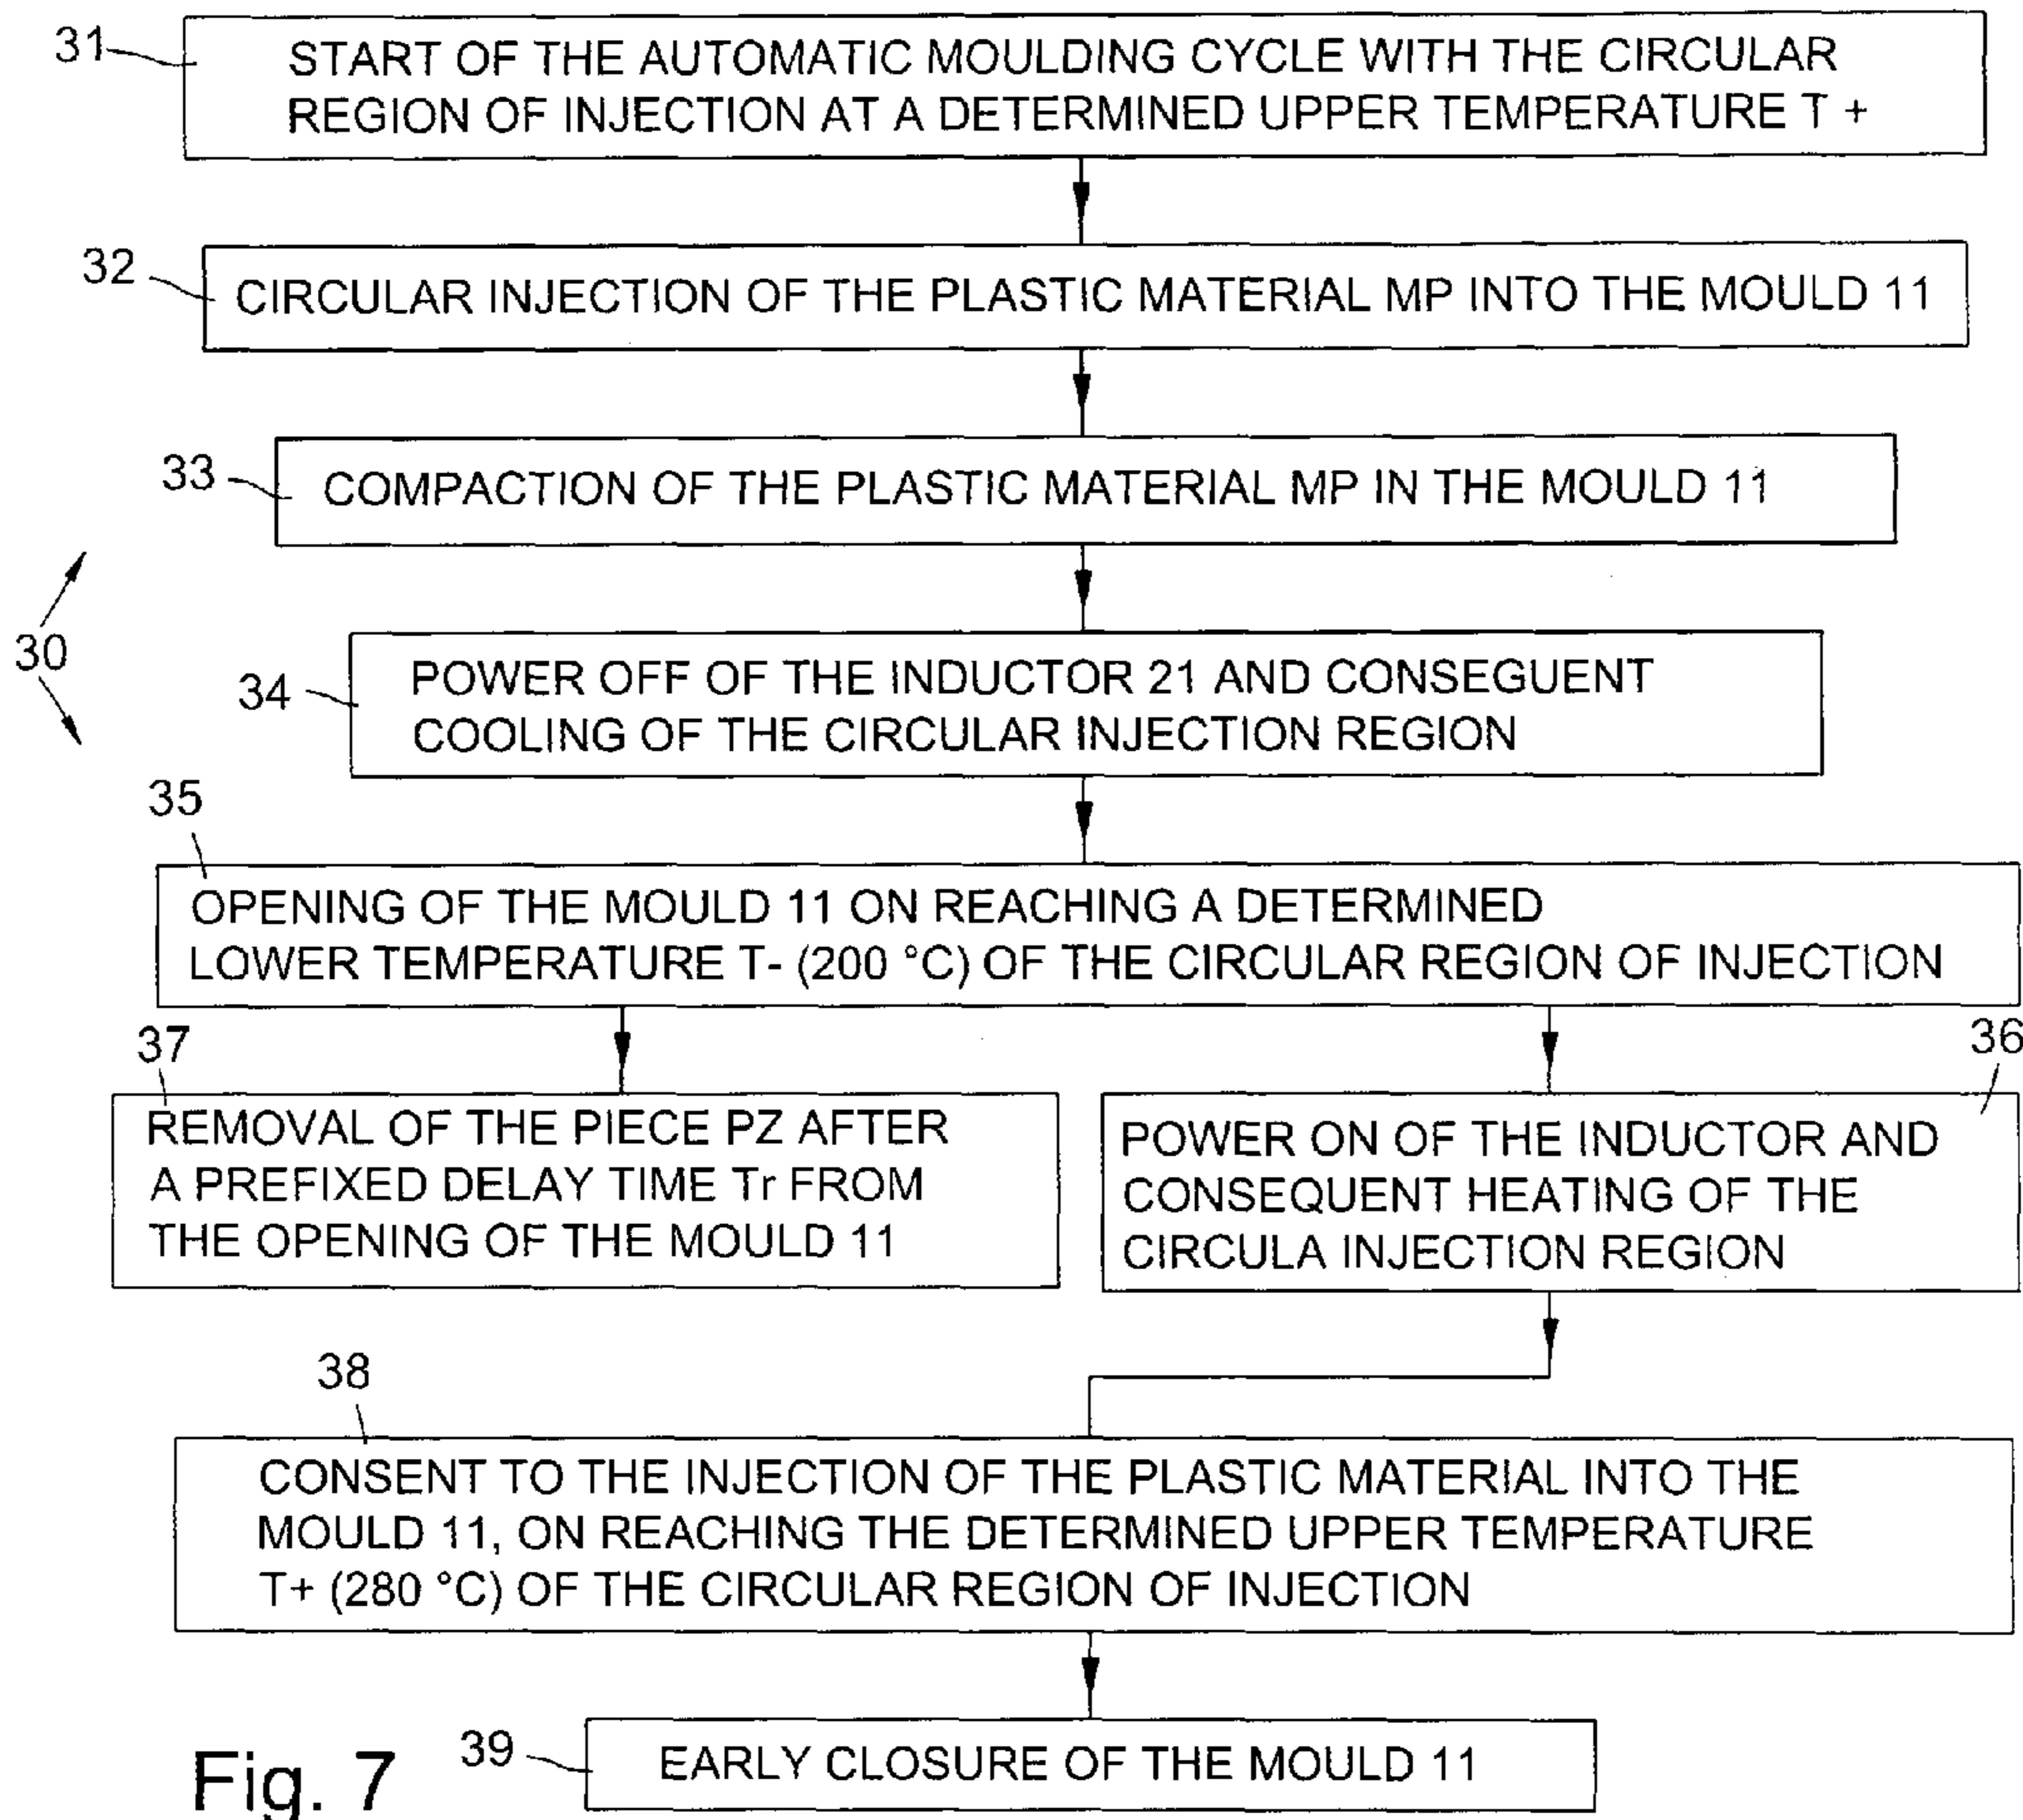 31
START OF THE AUTOMATIC MOULDING CYCLE WITH THE CIRCULAR
REGION OF INJECTION AT A DETERMINED UPPER TEMPERATURE T +
32
CIRCULAR INJECTION OF THE PLASTIC MATERIAL MP INTO THE MOULD 11
33
COMPACTION OF THE PLASTIC MATERIAL MP IN THE MOULD 11
30
34
POWER OFF OF THE INDUCTOR 21 AND CONSEGUENT
COOLING OF THE CIRCULAR INJECTION REGION
35
OPENING OF THE MOULD 11 ON REACHING A DETERMINED
LOWER TEMPERATURE T- (200 °C) OF THE CIRCULAR REGION OF INJECTION
37
REMOVAL OF THE PIECE PZ AFTER
A PREFIXED DELAY TIME Tr FROM
THE OPENING OF THE MOULD 11
36
POWER ON OF THE INDUCTOR AND
CONSEQUENT HEATING OF THE
CIRCULA INJECTION REGION
38
CONSENT TO THE INJECTION OF THE PLASTIC MATERIAL INTO THE
MOULD 11, ON REACHING THE DETERMINED UPPER TEMPERATURE
T+ (280 °C) OF THE CIRCULAR REGION OF INJECTION
39
EARLY CLOSURE OF THE MOULD 11
Fig. 7